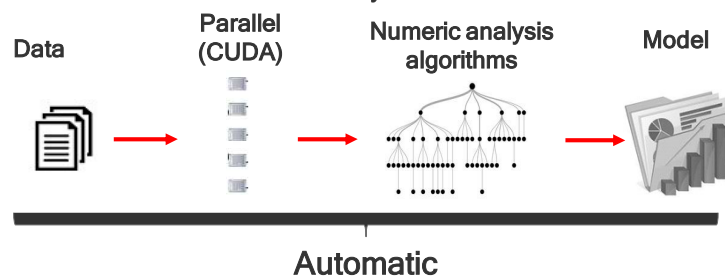 Data
Parallel
(CUDA)
Numeric analysis
algorithms
Model
Automatic